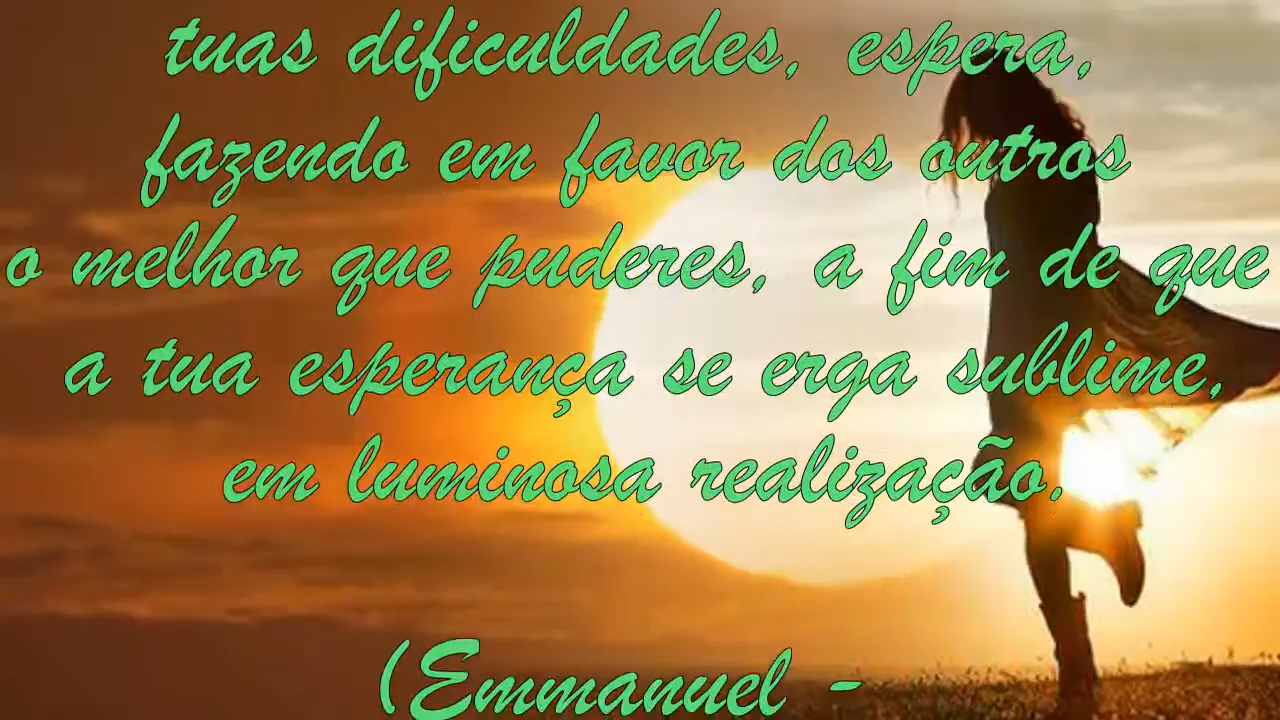 tuas dificuldades, espera,
fazendo em favor dos outros
o melhor que puderes, a fim de que
a tua esperança se erga sublime,
em luminosa realização.
(Emmanuel -